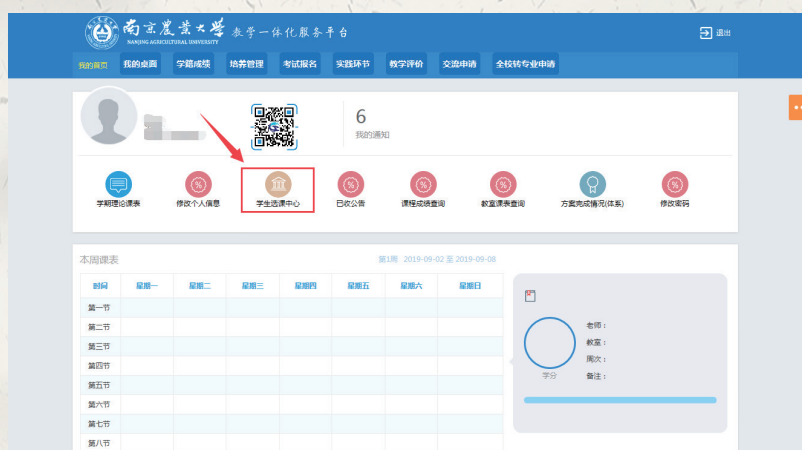 南京农业大学 教学一体化服务平台
NANJING AGRICULTURAL UNIVERSITY
退出
我的首页 我的桌面 学籍成绩 培养管理 考试报名 实践环节 教学评价 交流申请 全校转专业申请
6
我的通知
学期理论课表 修改个人信息 学生选课中心 已收公告 课程成绩查询 教室课表查询 方案完成情况(体系) 修改密码
本周课表 第1周 2019-09-02 至 2019-09-08
时间 星期一 星期二 星期三 星期四 星期五 星期六 星期日
第一节
第二节
第三节
第四节
第五节
第六节
第七节
第八节
老师：
教室：
周次：
学分 备注：